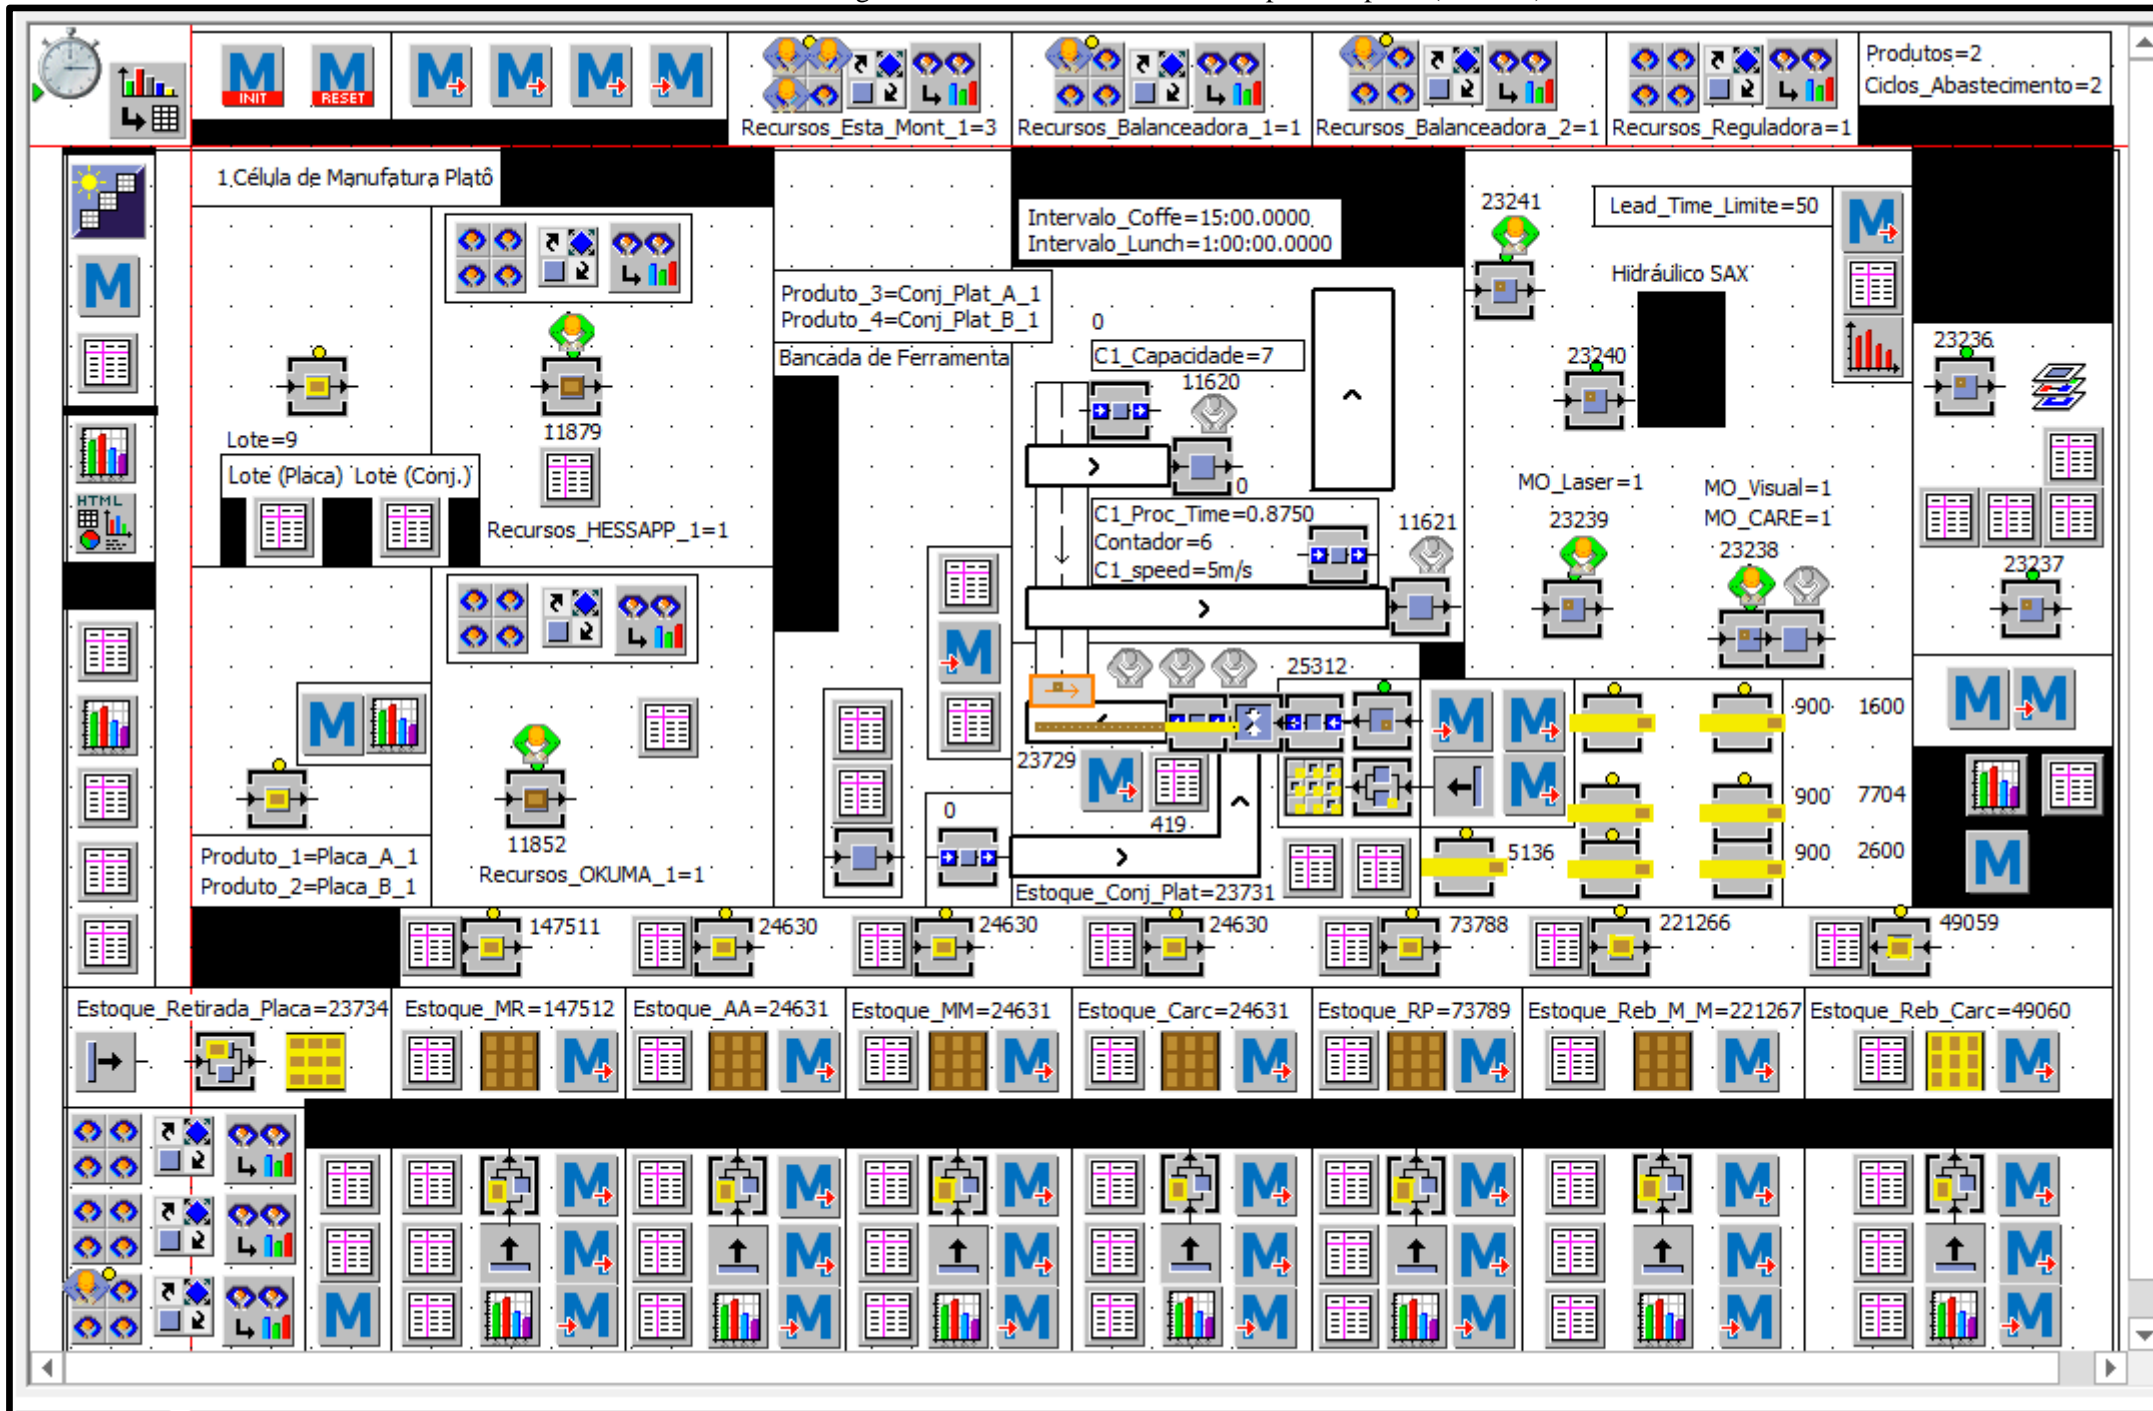 Produtos=2
Ciclos_Abastecimento=2
INIT
RESET
Recursos_Esta_Mont_1=3
Recursos_Balanceadora_1=1
Recursos_Balanceadora_2=1
Recursos_Reguladora=1
1.Célula de Manufatura Platô
Intervalo_Coffe=15:00.0000
Intervalo_Lunch=1:00:00.0000
23241
Lead_Time_Limite=50
Hidráulico SAX
Produto_3=Conj_Plat_A_1
Produto_4=Conj_Plat_B_1
0
C1_Capacidade=7
Bancada de Ferramenta
11620
23240
23236
11879
Lote=9
Lote (Placa)
Lote (Conj.)
HTML
0
MO_Laser=1
MO_Visual=1
MO_CARE=1
C1_Proc_Time=0.8750
Contador=6
C1_speed=5m/s
11621
23239
23238
23237
Recursos_HESSAPP_1=1
25312
900
1600
23729
900
7704
0
419
11852
5136
900
2600
Produto_1=Placa_A_1
Produto_2=Placa_B_1
Recursos_OKUMA_1=1
Estoque_Conj_Plat=23731
147511
24630
24630
24630
73788
221266
49059
Estoque_Retirada_Placa=23734
Estoque_MR=147512
Estoque_AA=24631
Estoque_MM=24631
Estoque_Carc=24631
Estoque_RP=73789
Estoque_Reb_M_M=221267
Estoque_Reb_Carc=49060